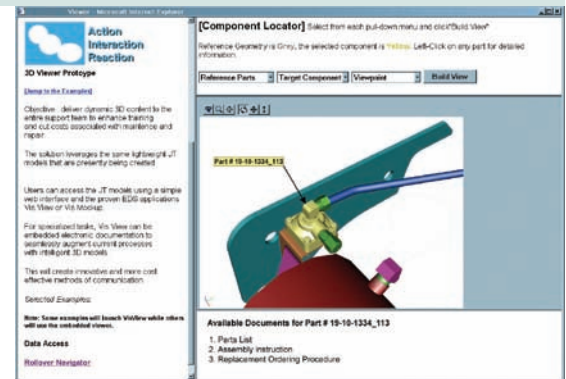 Viewer - Microsoft Internet Explorer
Action
Interaction
Reaction
3D Viewer Protoype
[Jump to the Examples]
Objective - deliver dynamic 3D content to the
entire support team to enhance training
and cut costs associated with maintence and
repair.
The solution leverages the same lightweight JT
models that are presently being created
Users can access the JT models using a simple
web interface and the proven EDS applications
Vis View or Vis Mockup.
For specialized tasks, Vis View can be
embedded electronic documentation to
seamlessly augment current processes
with intelligent 3D models
This will create innovative and more cost
effective methods of communication.
Selected Examples:
Note: Some examples will launch VisView while others
will use the embedded viewer.
Data Access
Rollover Navigator
[Component Locator] Select from each pull-down menu and click"Build View"
Reference Geometry is Grey, the selected component is Yellow. Left-Click on any part for detailed
information.
Reference Parts Target Component Viewpoint Build View
Part # 19-10-1334_113
Available Documents for Part # 19-10-1334_113
1. Parts List
2. Assembly Instruction
3. Replacement Ordering Procedure